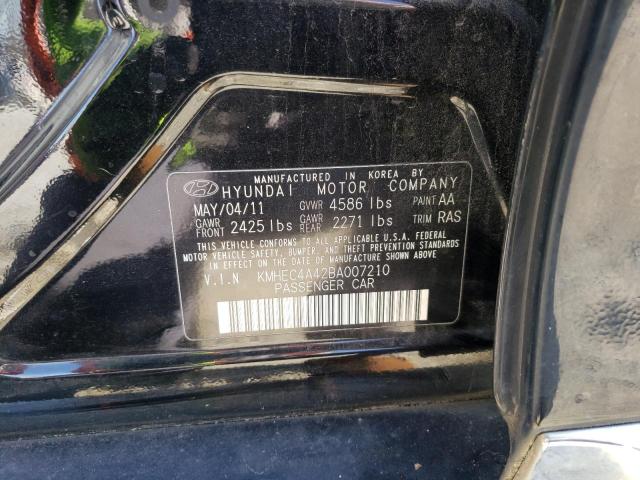 MANUFACTURED IN KOREA BY
HYUNDAI MOTOR COMPANY
MAY/04/11 GVWR 4586 lbs PAINT AA
GAWR FRONT 2425 lbs GAWR REAR 2271 lbs TRIM RAS
THIS VEHICLE CONFORMS TO ALL APPLICABLE U.S.A. FEDERAL
MOTOR VEHICLE SAFETY, BUMPER, AND THEFT PREVENTION STANDARDS
IN EFFECT ON THE DATE OF MANUFACTURE SHOWN ABOVE
V.I.N KMHEC4A42BA007210
PASSENGER CAR